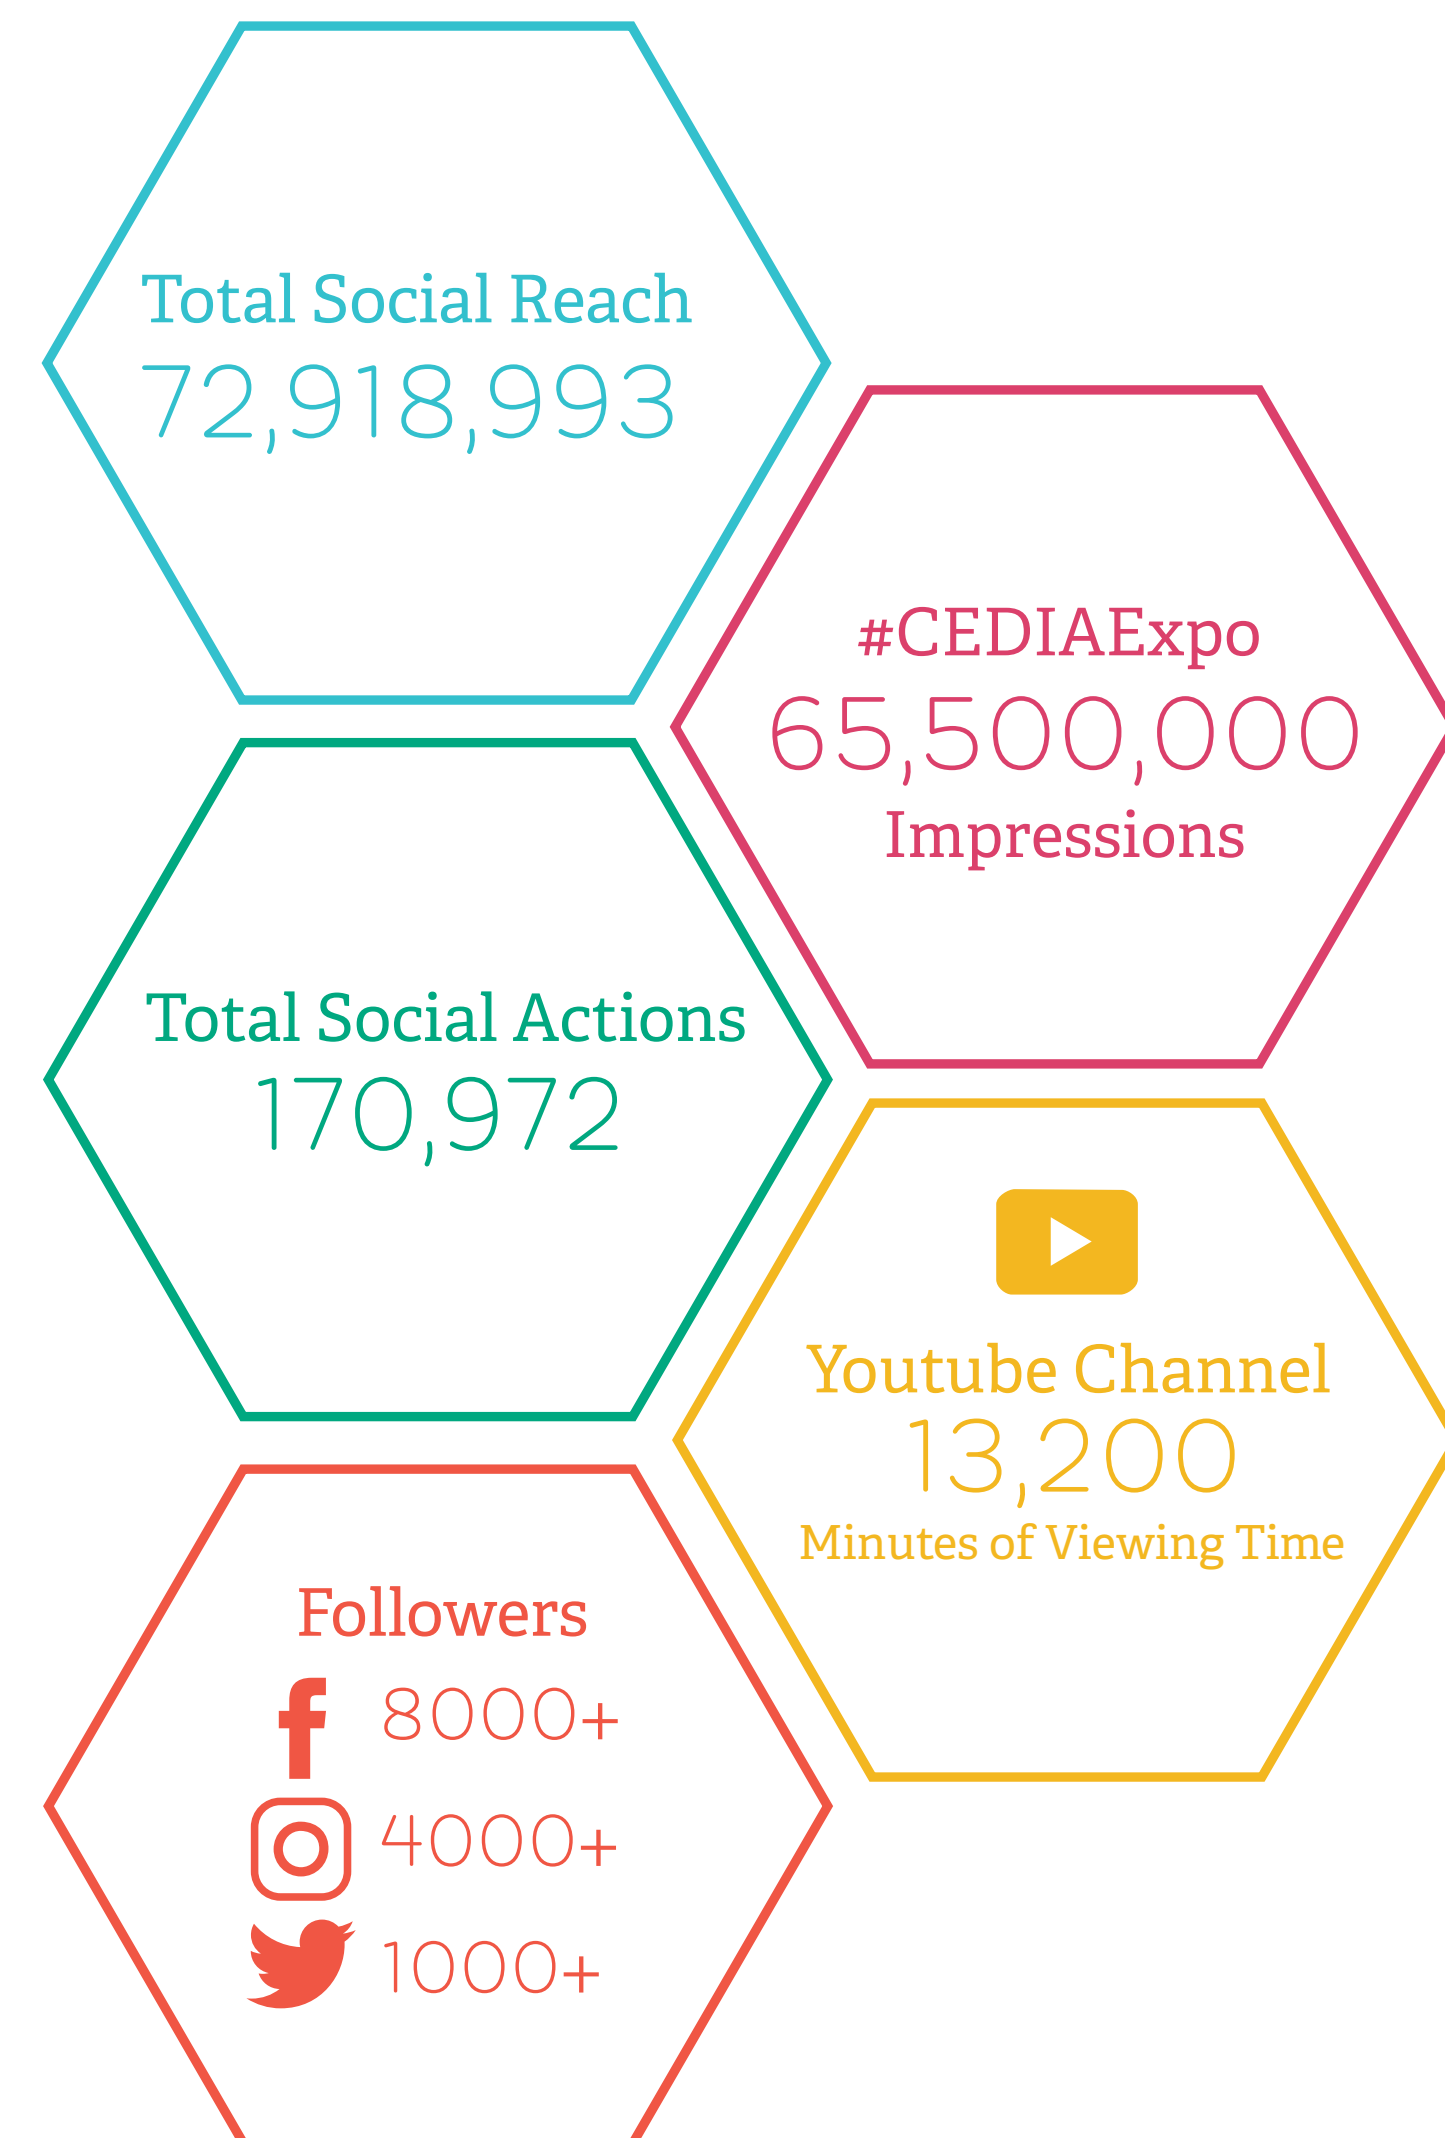 Total Social Reach
72,918,993
#CEDIAExpo
65,500,000
Impressions
Total Social Actions
170,972
Youtube Channel
13,200
Minutes of Viewing Time
Followers
8000+
4000+
1000+